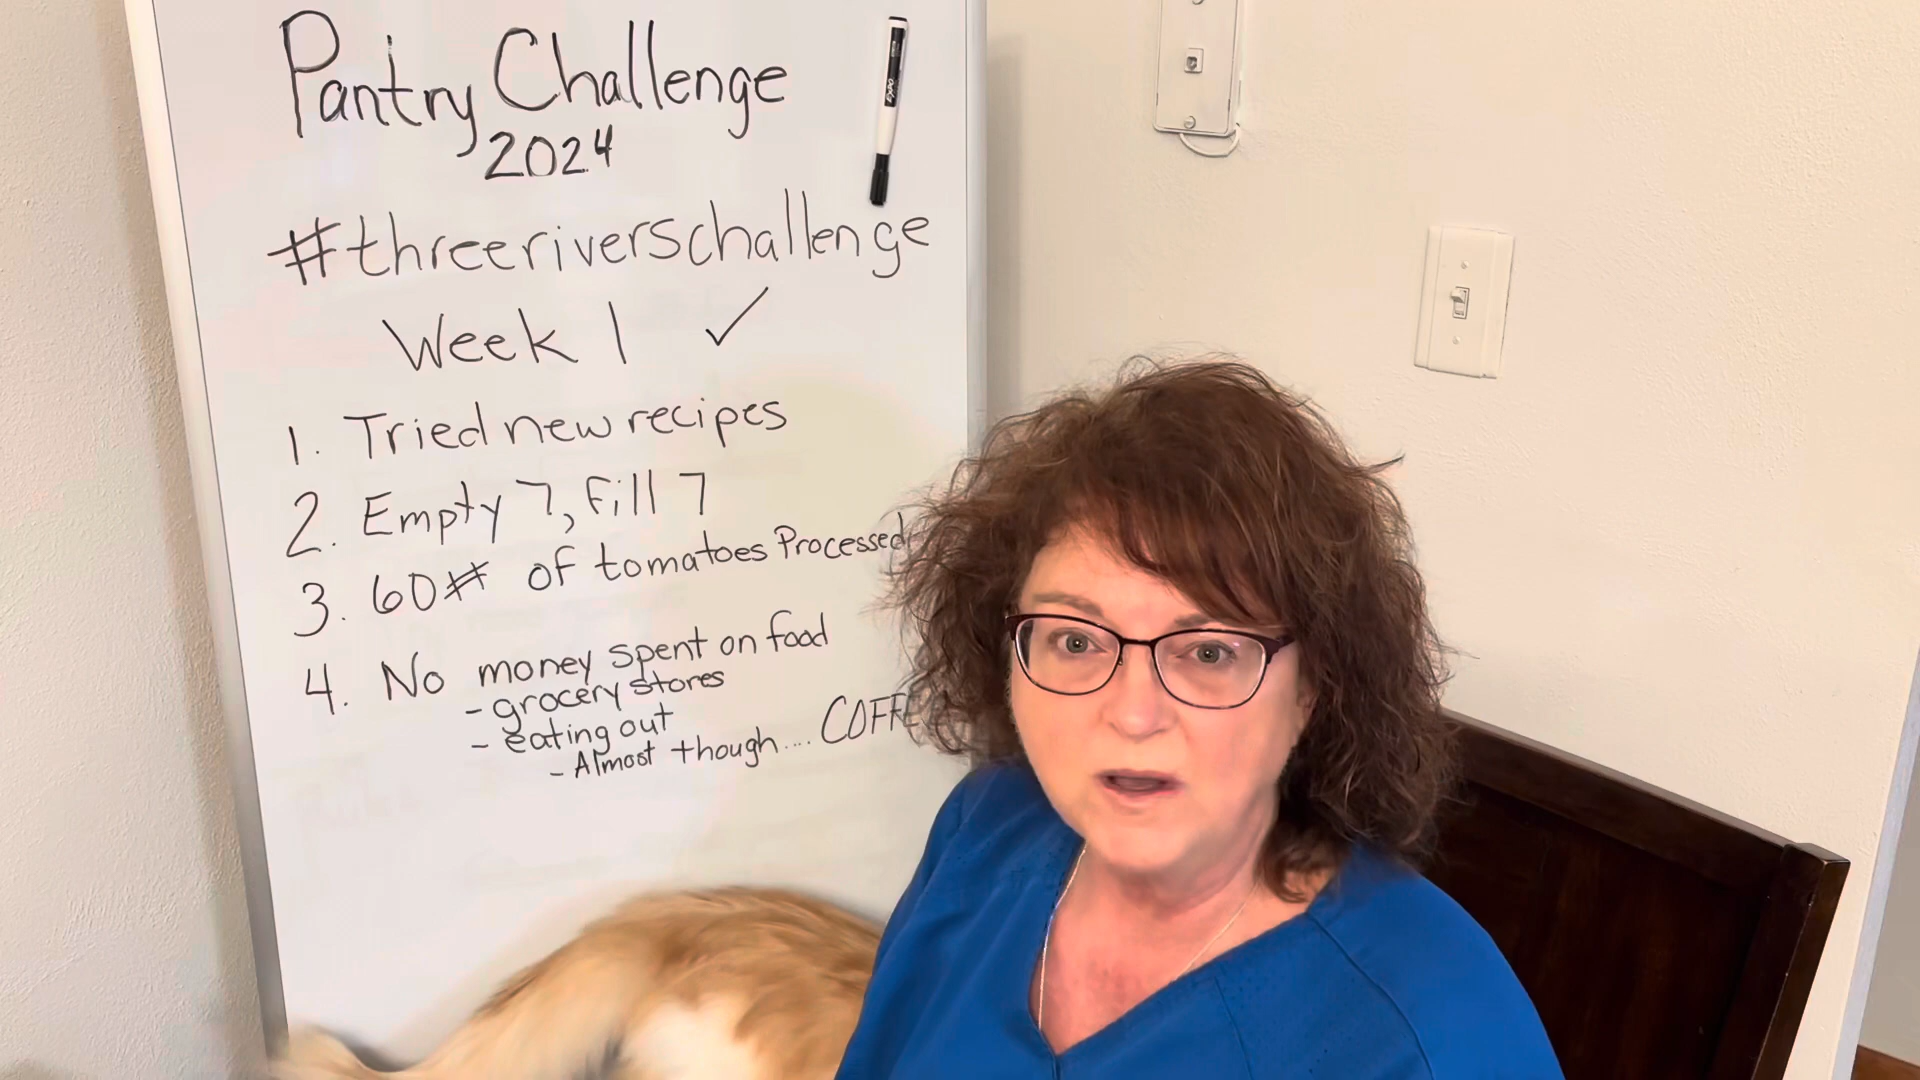 Pantry Challenge
2024
EXPO
#threeriverschallenge
Week 1 ✓
1. Tried new recipes
2. Empty 7, Fill 7
3. 60# of tomatoes Processed
4. No money spent on food
- grocery stores
- eating out
- Almost though....